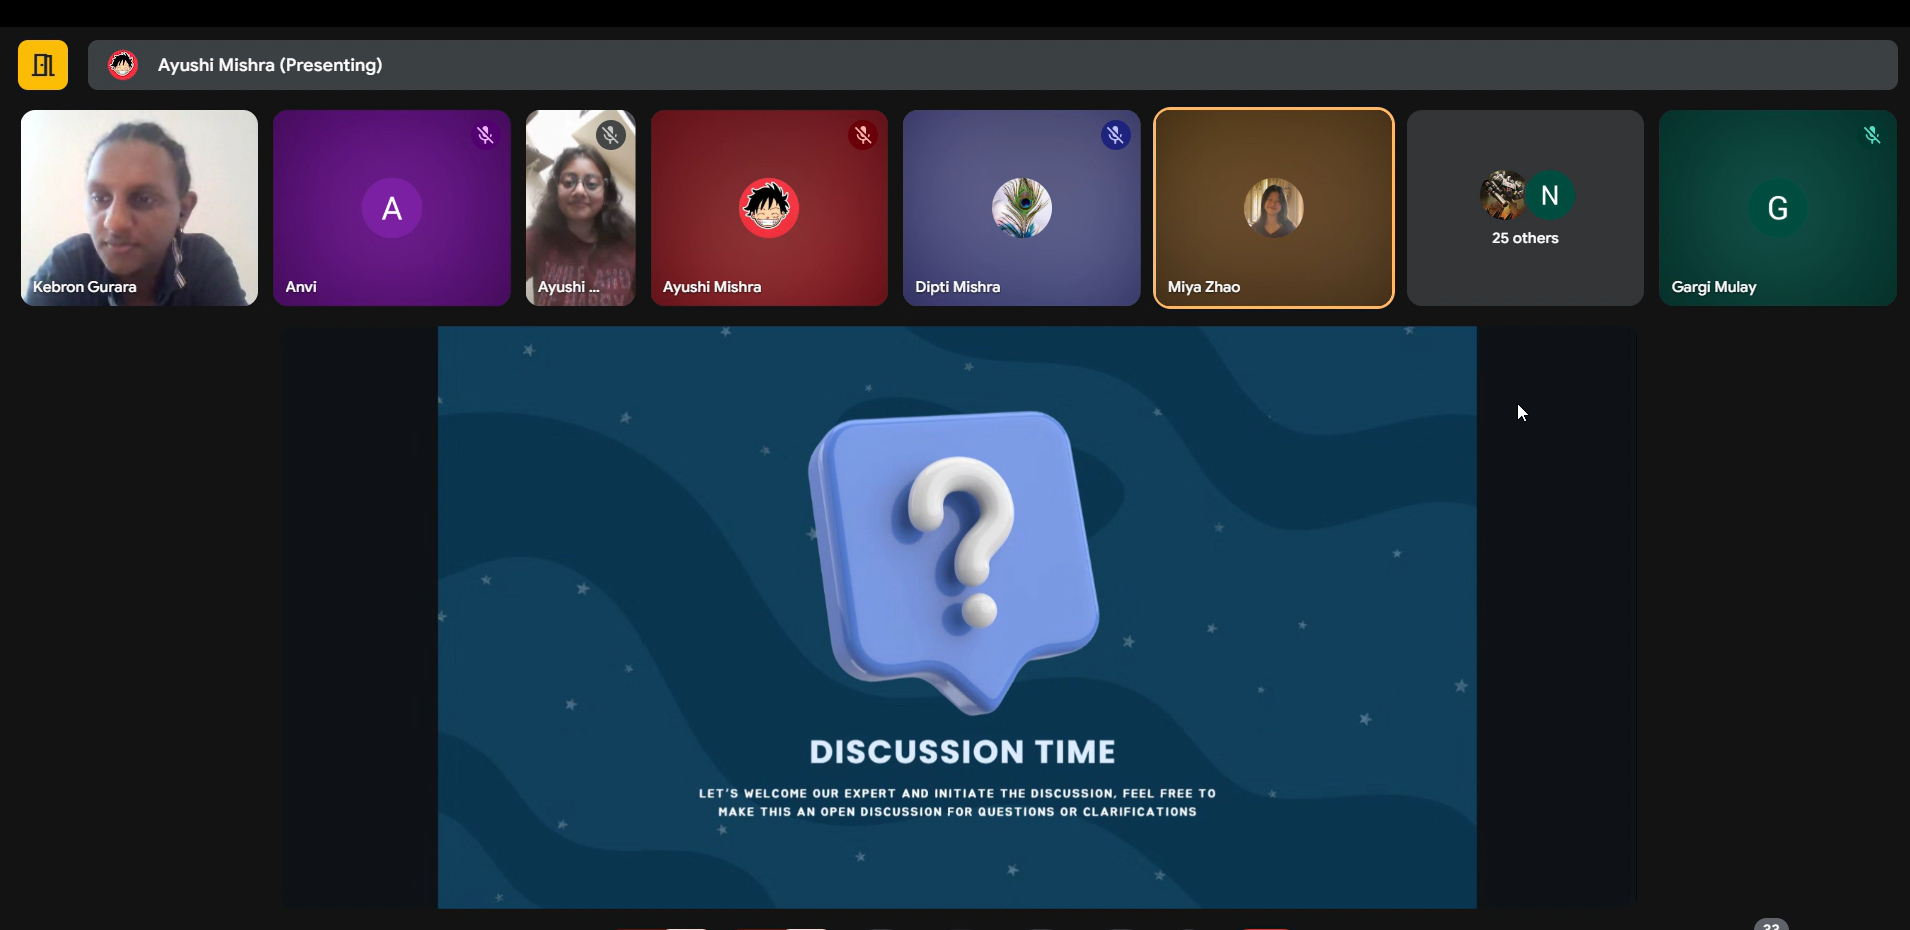 Ayushi Mishra (Presenting)
Kebron Gurara
A
Anvi
Ayushi ...
Ayushi Mishra
Dipti Mishra
Miya Zhao
N
25 others
G
Gargi Mulay
DISCUSSION TIME
LET'S WELCOME OUR EXPERT AND INITIATE THE DISCUSSION, FEEL FREE TO
MAKE THIS AN OPEN DISCUSSION FOR QUESTIONS OR CLARIFICATIONS